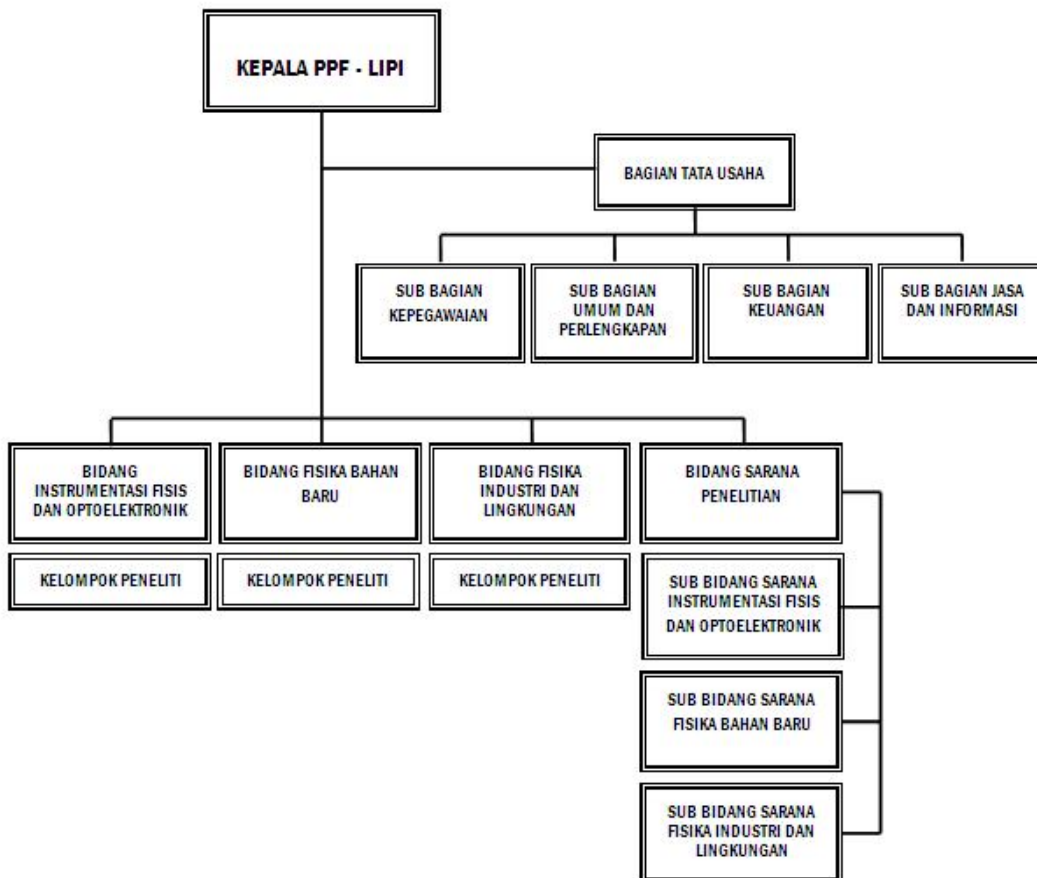 KEPALA PPF - LIPI
BAGIAN TATA USAHA
SUB BAGIAN
KEPEGAWAIAN
SUB BAGIAN
UMUM DAN
PERLENGKAPAN
SUB BAGIAN
KEUANGAN
SUB BAGIAN JASA
DAN INFORMASI
BIDANG
INSTRUMENTASI FISIS
DAN OPTOELEKTRONIK
BIDANG FISIKA BAHAN
BARU
BIDANG FISIKA
INDUSTRI DAN
LINGKUNGAN
BIDANG SARANA
PENELITIAN
KELOMPOK PENELITI
KELOMPOK PENELITI
KELOMPOK PENELITI
SUB BIDANG SARANA
INSTRUMENTASI FISIS
DAN OPTOELEKTRONIK
SUB BIDANG SARANA
FISIKA BAHAN BARU
SUB BIDANG SARANA
FISIKA INDUSTRI DAN
LINGKUNGAN